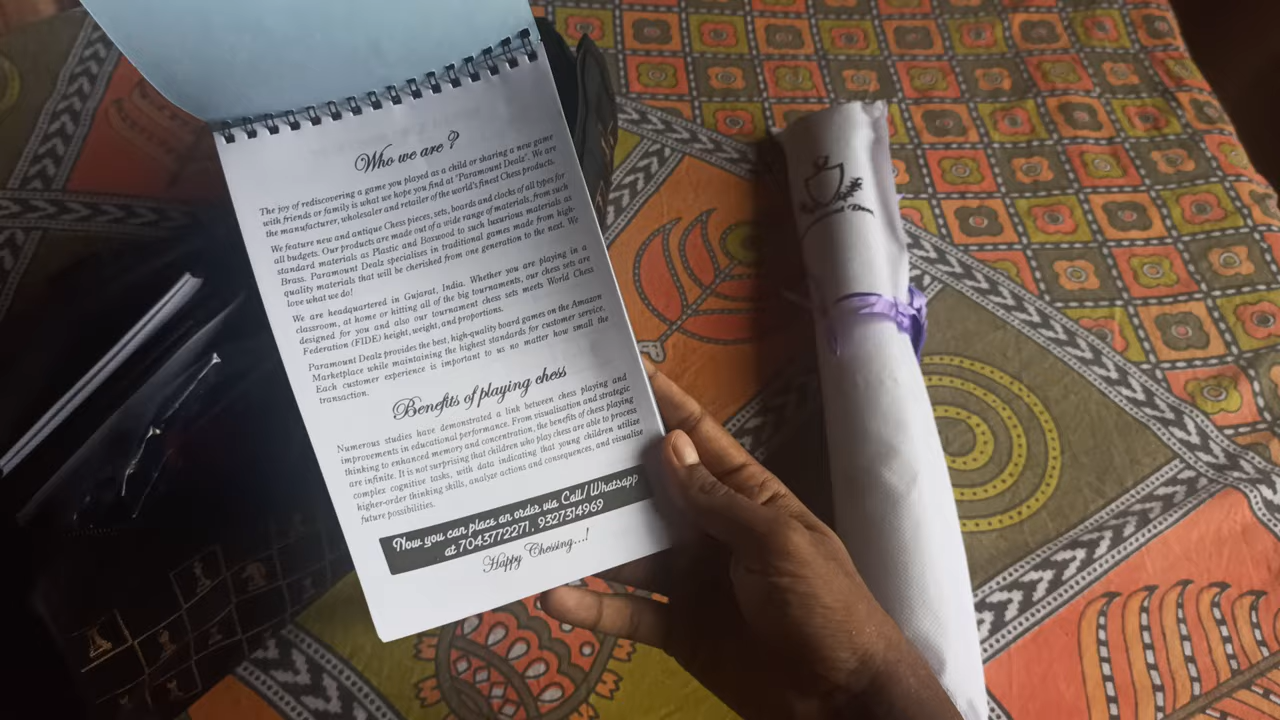 Who we are ?
The joy of rediscovering a game you played as a child or sharing a new game
with friends or family is what we hope you find at "Paramount Dealz". We are
the manufacturer, wholesaler and retailer of the world's finest Chess products.
We feature new and antique Chess pieces, sets, boards and clocks of all types for
all budgets. Our products are made out of a wide range of materials, from such
standard materials as Plastic and Boxwood to such luxurious materials as
Brass. Paramount Dealz specialises in traditional games made from high-
quality materials that will be cherished from one generation to the next. We
love what we do!
We are headquartered in Gujarat, India. Whether you are playing in a
classroom, at home or hitting all of the big tournaments, our chess sets are
designed for you and also our tournament chess sets meets World Chess
Federation (FIDE) height, weight, and proportions.
Paramount Dealz provides the best, high-quality board games on the Amazon
Marketplace while maintaining the highest standards for customer service,
Each customer experience is important to us no matter how small the
transaction.
Benefits of playing chess
Numerous studies have demonstrated a link between chess playing and
improvements in educational performance. From visualisation and strategic
thinking to enhanced memory and concentration, the benefits of chess playing
are infinite. It is not surprising that children who play chess are able to process
complex cognitive tasks, with data indicating that young children utilize
higher-order thinking skills, analyze actions and consequences, and visualise
future possibilities.
Now you can place an order via Call/Whatsapp
at 7043772271, 9327314969
Happy Chessing...!